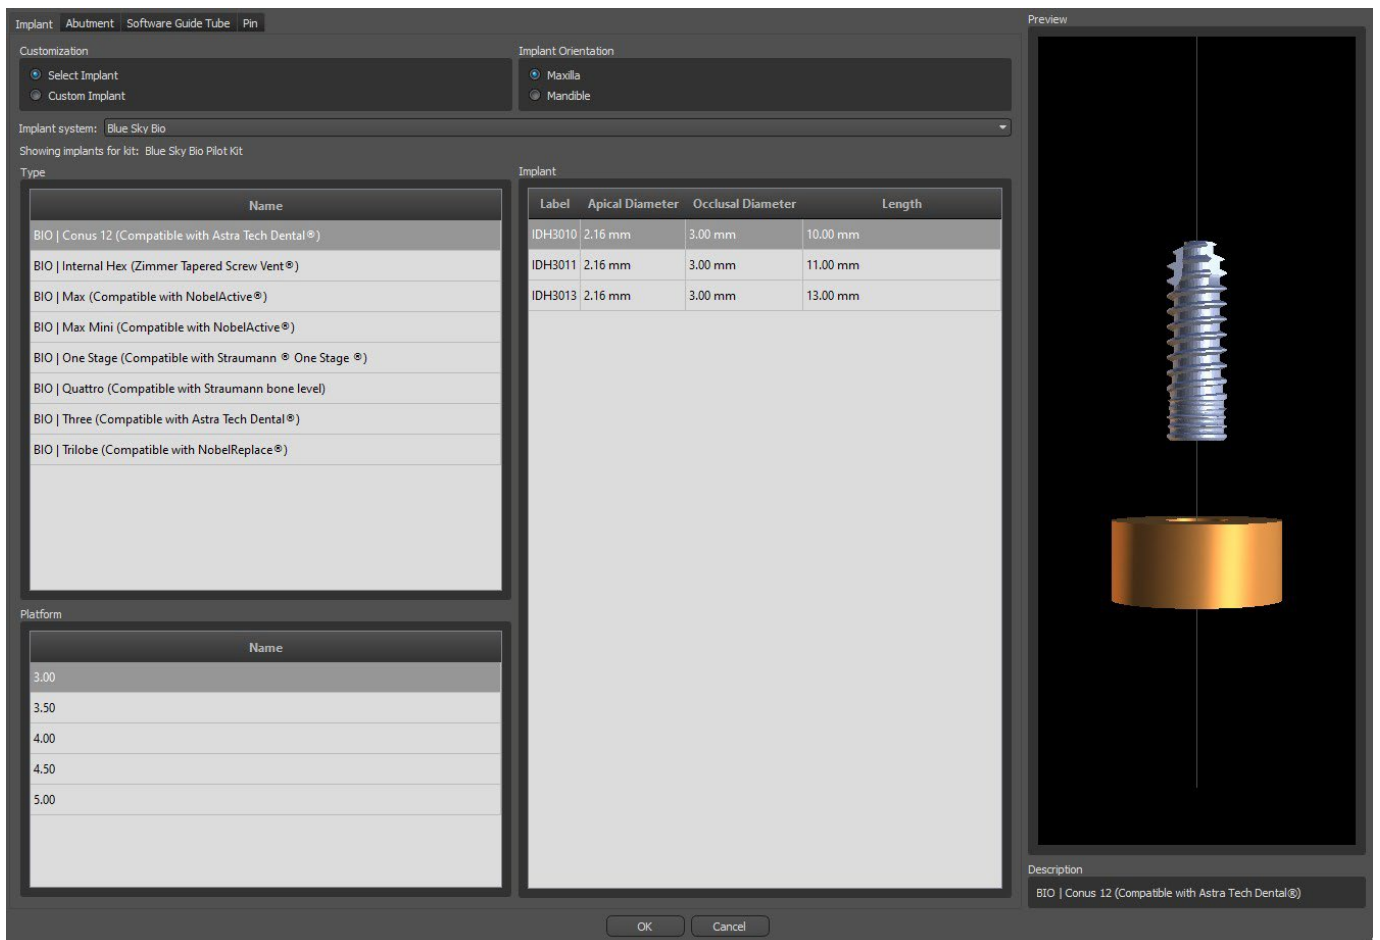 Implant Abutment Software Guide Tube Pin
Customization
Select Implant
Custom Implant
Implant Orientation
Maxilla
Mandible
Implant system: Blue Sky Bio
Showing implants for kit: Blue Sky Bio Pilot Kit
Type
Name
BIO | Conus 12 (Compatible with Astra Tech Dental®)
BIO | Internal Hex (Zimmer Tapered Screw Vent®)
BIO | Max (Compatible with NobelActive®)
BIO | Max Mini (Compatible with NobelActive®)
BIO | One Stage (Compatible with Straumann ® One Stage ®)
BIO | Quattro (Compatible with Straumann bone level)
BIO | Three (Compatible with Astra Tech Dental®)
BIO | Trilobe (Compatible with NobelReplace®)
Platform
Name
3.00
3.50
4.00
4.50
5.00
Implant
Label Apical Diameter Occlusal Diameter Length
IDH3010 2.16 mm 3.00 mm 10.00 mm
IDH3011 2.16 mm 3.00 mm 11.00 mm
IDH3013 2.16 mm 3.00 mm 13.00 mm
Preview
Description
BIO | Conus 12 (Compatible with Astra Tech Dental®)
OK Cancel